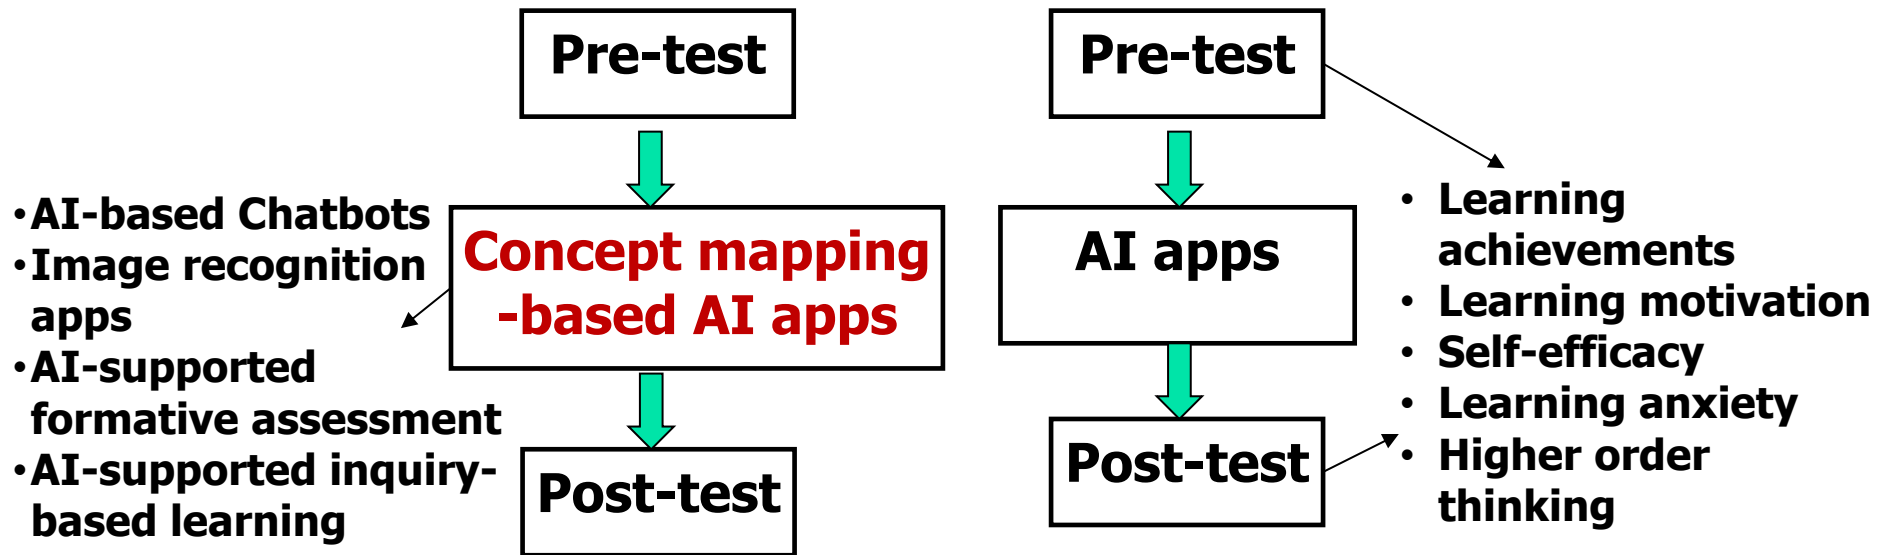 Pre-test
Pre-test
•AI-based Chatbots
•Image recognition
apps
•AI-supported
formative assessment
•AI-supported inquiry-
based learning
Concept mapping
-based AI apps
AI apps
• Learning
achievements
• Learning motivation
• Self-efficacy
• Learning anxiety
• Higher order
thinking
Post-test
Post-test